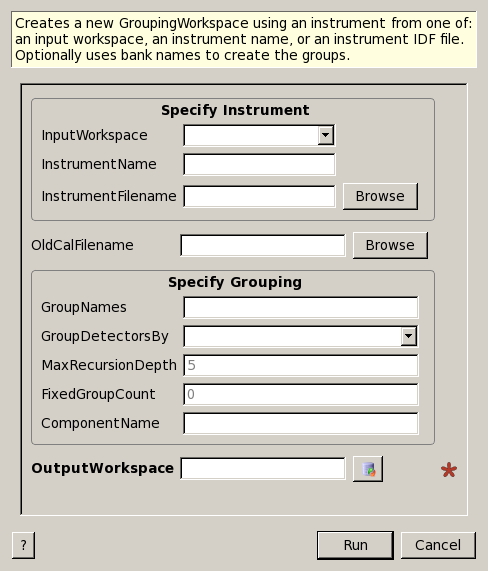 Creates a new GroupingWorkspace using an instrument from one of:
an input workspace, an instrument name, or an instrument IDF file.
Optionally uses bank names to create the groups.
Specify Instrument
InputWorkspace
InstrumentName
InstrumentFilename Browse
OldCalFilename Browse
Specify Grouping
GroupNames
GroupDetectorsBy
MaxRecursionDepth 5
FixedGroupCount 0
ComponentName
OutputWorkspace *
? Run Cancel